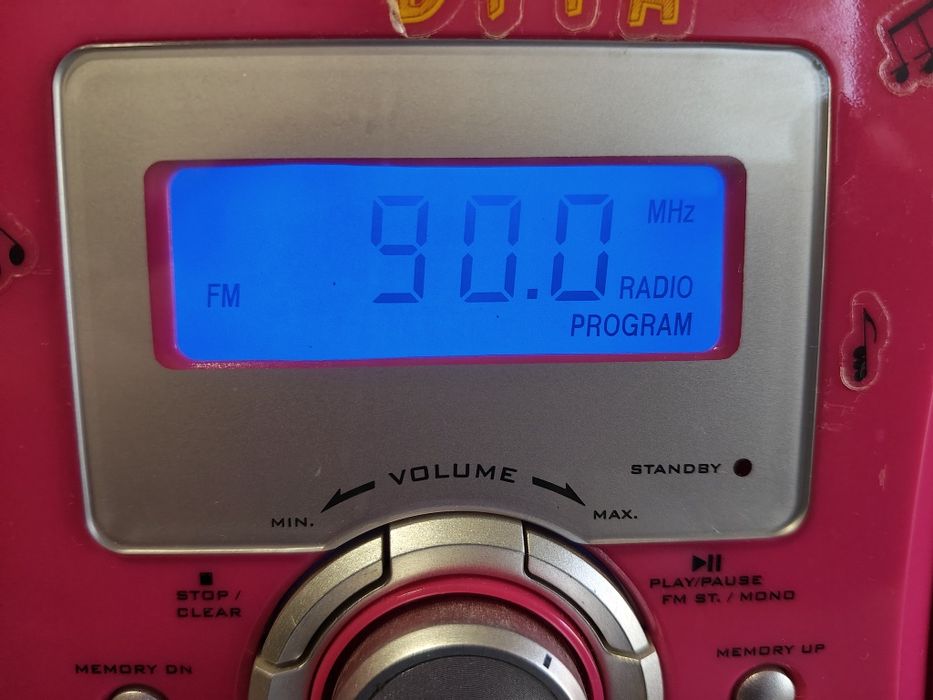 90.0 MHz
FM RADIO
PROGRAM
STANDBY
VOLUME
MIN. MAX.
STOP / CLEAR
PLAY/PAUSE
FM ST. / MONO
MEMORY UP
MEMORY DN